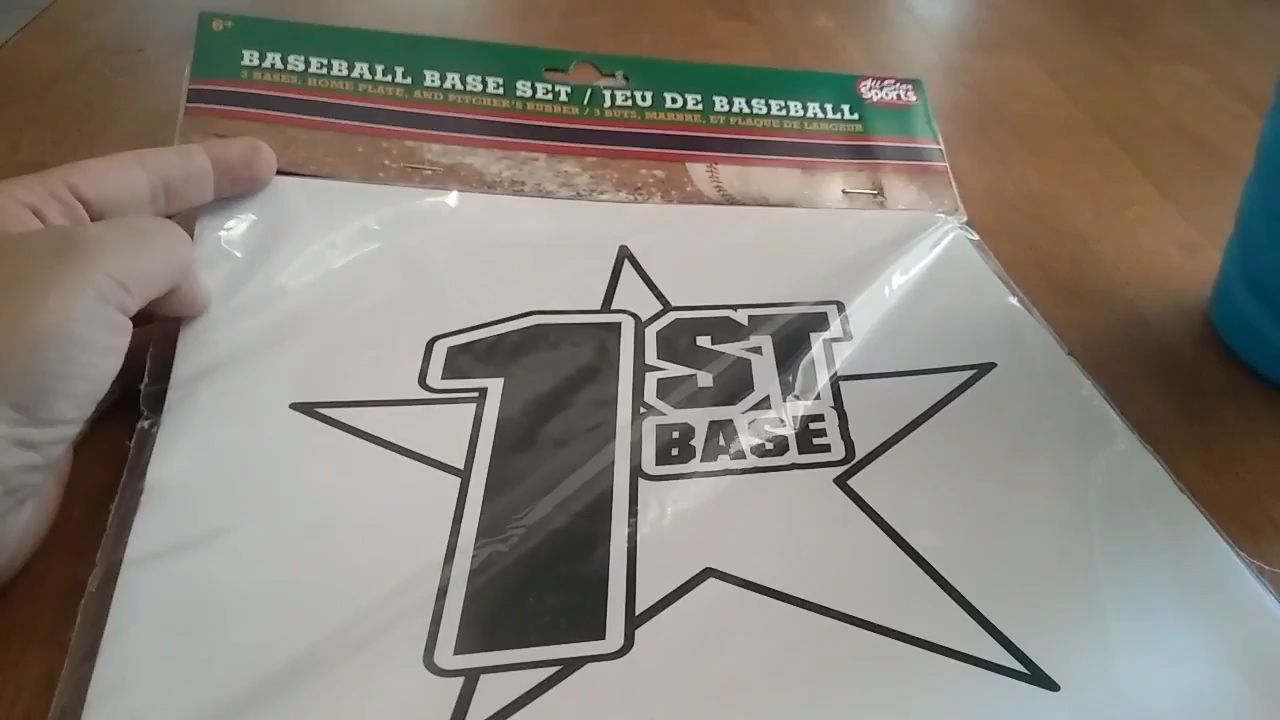 6+
BASEBALL BASE SET / JEU DE BASEBALL
3 BASES, HOME PLATE, AND PITCHER'S RUBBER / 3 BUTS, MARBRE, ET PLAQUE DE LANCEUR
All Star
Sports
1ST
BASE